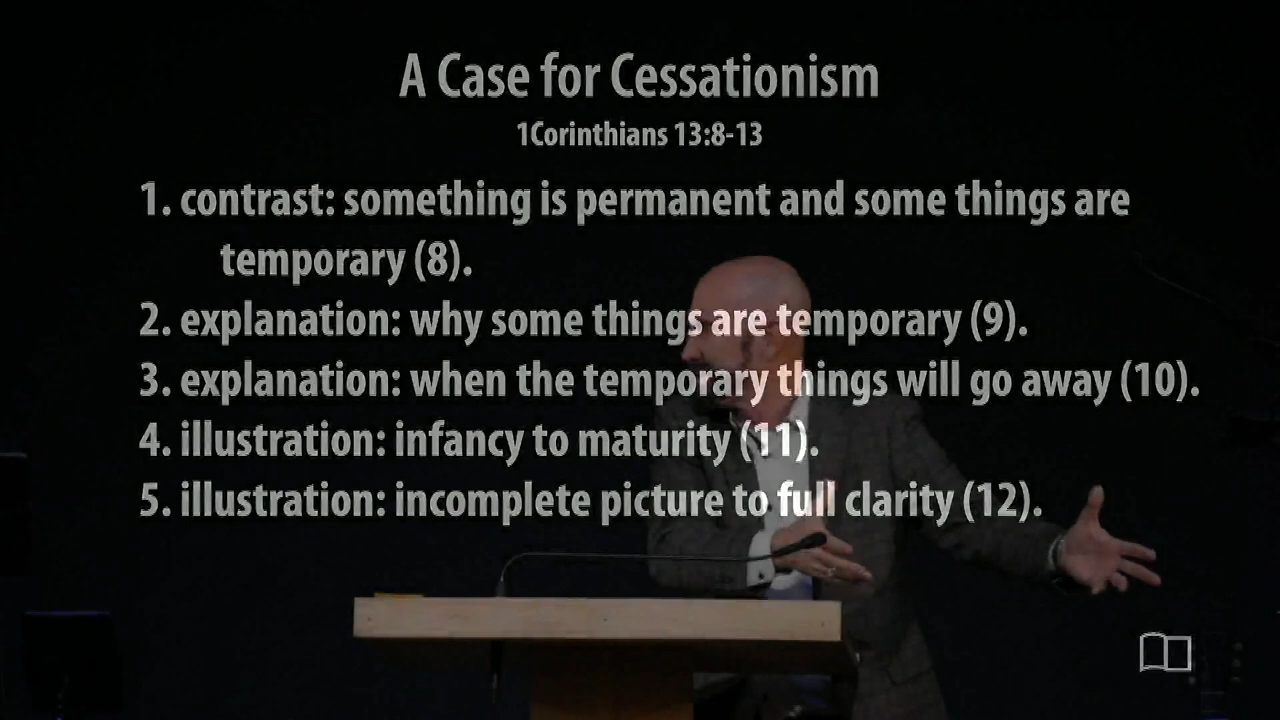 A Case for Cessationism
1Corinthians 13:8-13
1. contrast: something is permanent and some things are
temporary (8).
2. explanation: why some things are temporary (9).
3. explanation: when the temporary things will go away (10).
4. illustration: infancy to maturity (11).
5. illustration: incomplete picture to full clarity (12).